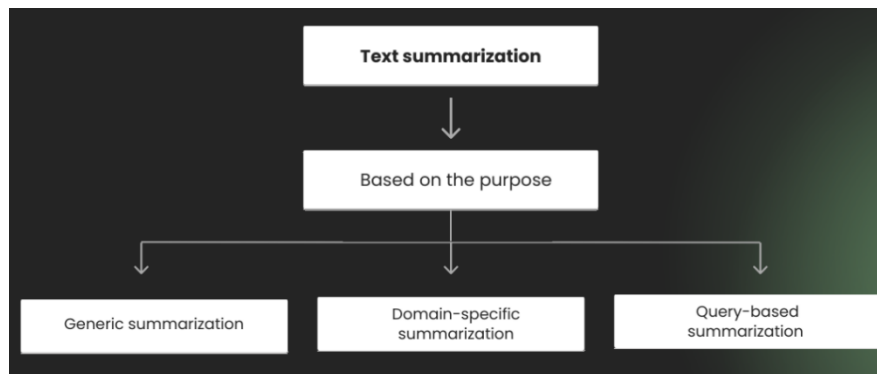 Text summarization
Based on the purpose
Generic summarization
Domain-specific
summarization
Query-based
summarization